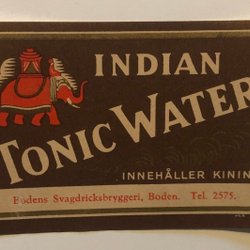 INDIAN
TONIC WATER
INNEHÅLLER KININ
Bodens Svagdricksbryggeri, Boden. Tel. 2575.